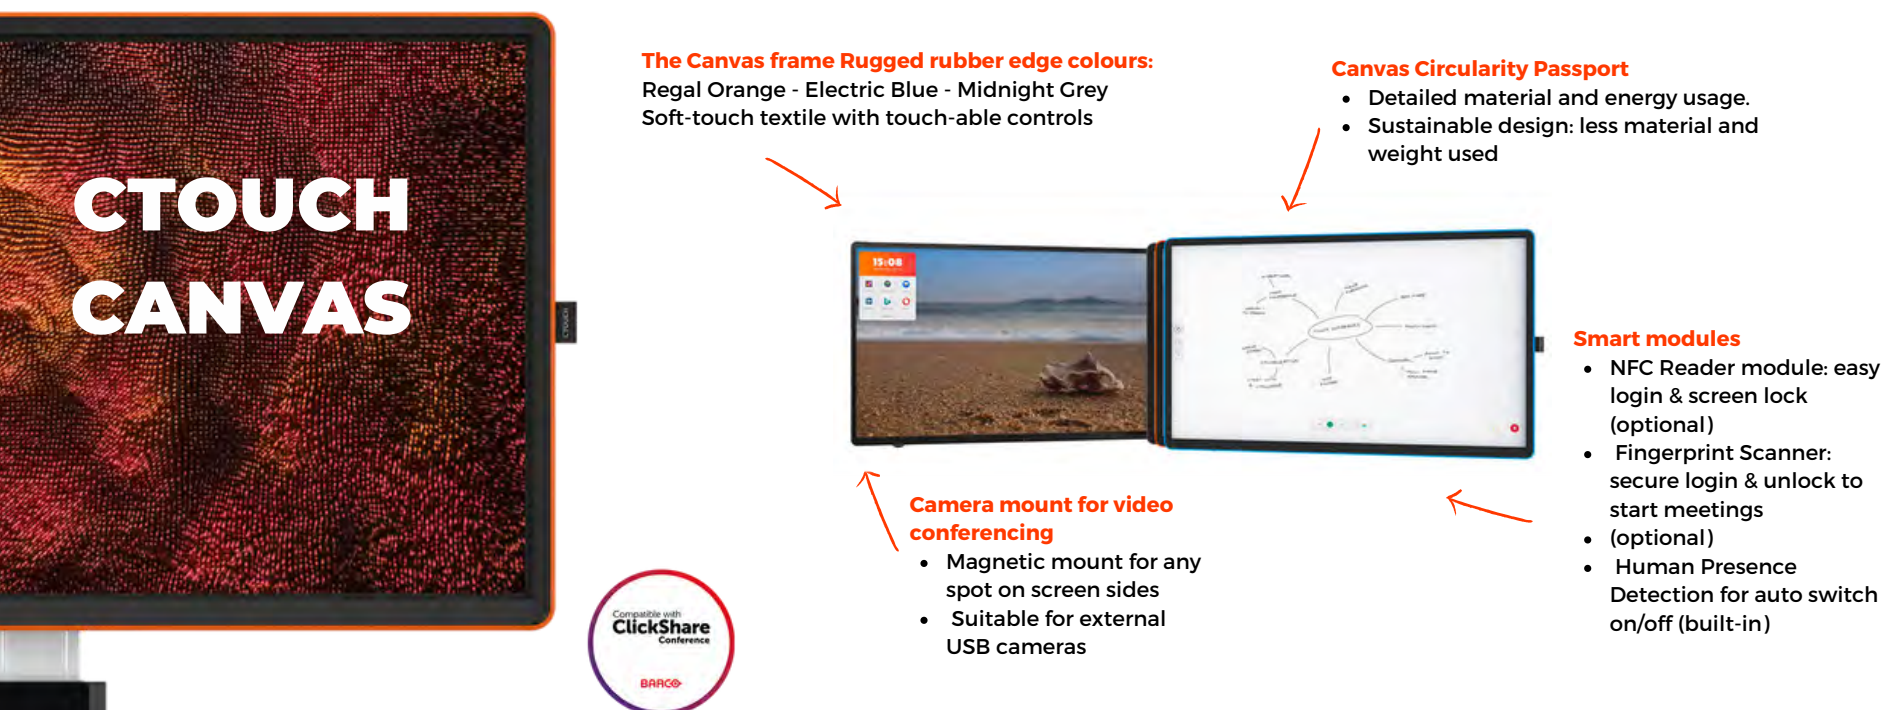 CTOUCH
CANVAS
CTOUCH
The Canvas frame Rugged rubber edge colours:
Regal Orange - Electric Blue - Midnight Grey
Soft-touch textile with touch-able controls
Canvas Circularity Passport
• Detailed material and energy usage.
• Sustainable design: less material and
weight used
15:08
Smart modules
• NFC Reader module: easy
login & screen lock
(optional)
• Fingerprint Scanner:
secure login & unlock to
start meetings
• (optional)
• Human Presence
Detection for auto switch
on/off (built-in)
Camera mount for video
conferencing
• Magnetic mount for any
spot on screen sides
• Suitable for external
USB cameras
Compatible with
ClickShare
Conference
BARCO